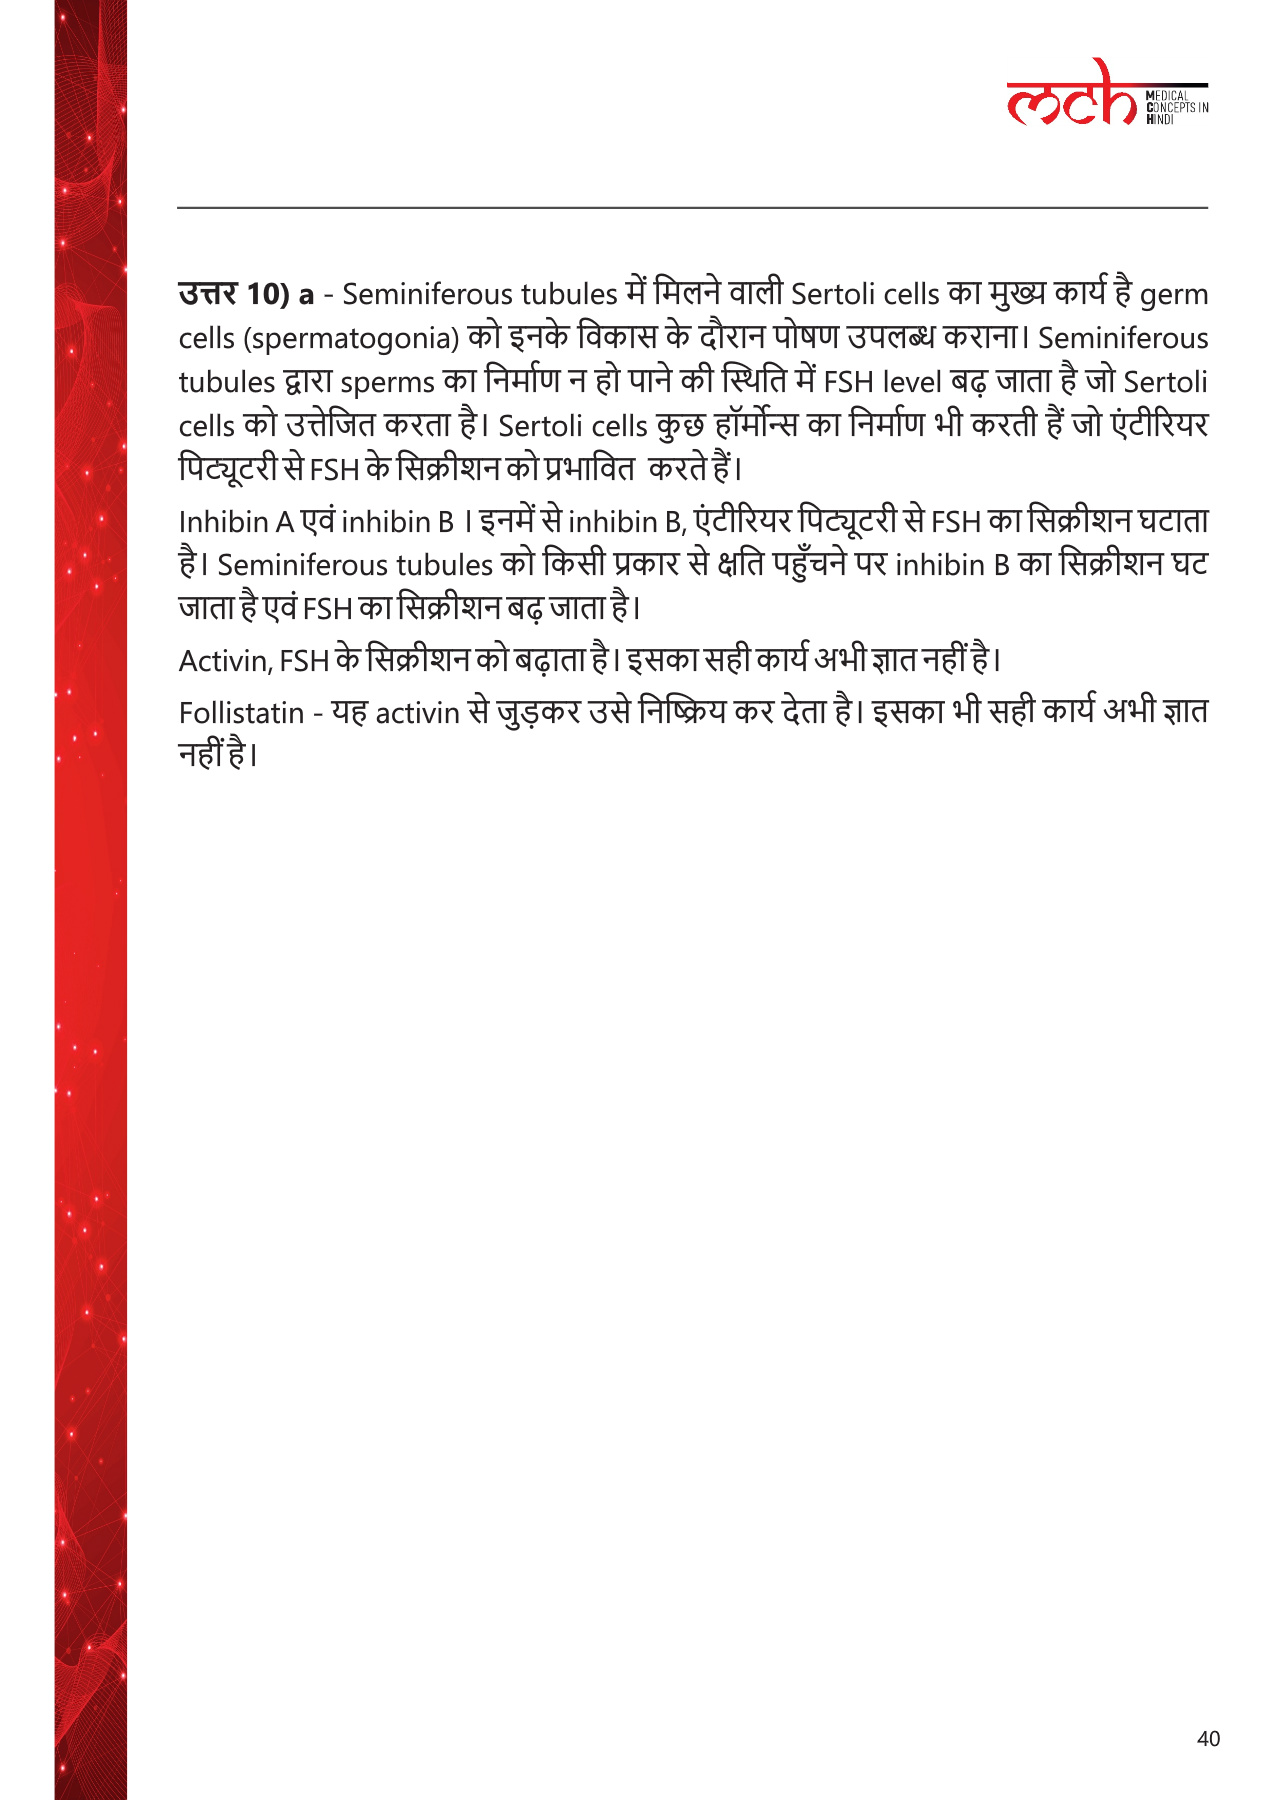 mch
MEDICAL
CONCEPTS IN
HINDI
उत्तर 10) a - Seminiferous tubules में मिलने वाली Sertoli cells का मुख्य कार्य है germ
cells (spermatogonia) को इनके विकास के दौरान पोषण उपलब्ध कराना। Seminiferous
tubules द्वारा sperms का निर्माण न हो पाने की स्थिति में FSH level बढ़ जाता है जो Sertoli
cells को उत्तेजित करता है। Sertoli cells कुछ हॉर्मोन्स का निर्माण भी करती हैं जो एंटीरियर
पिट्यूटरी से FSH के सिक्रीशन को प्रभावित करते हैं।
Inhibin A एवं inhibin B । इनमें से inhibin B, एंटीरियर पिट्यूटरी से FSH का सिक्रीशन घटाता
है। Seminiferous tubules को किसी प्रकार से क्षति पहुँचने पर inhibin B का सिक्रीशन घट
जाता है एवं FSH का सिक्रीशन बढ़ जाता है।
Activin, FSH के सिक्रीशन को बढ़ाता है। इसका सही कार्य अभी ज्ञात नहीं है।
Follistatin - यह activin से जुड़कर उसे निष्क्रिय कर देता है। इसका भी सही कार्य अभी ज्ञात
नहीं है।
40